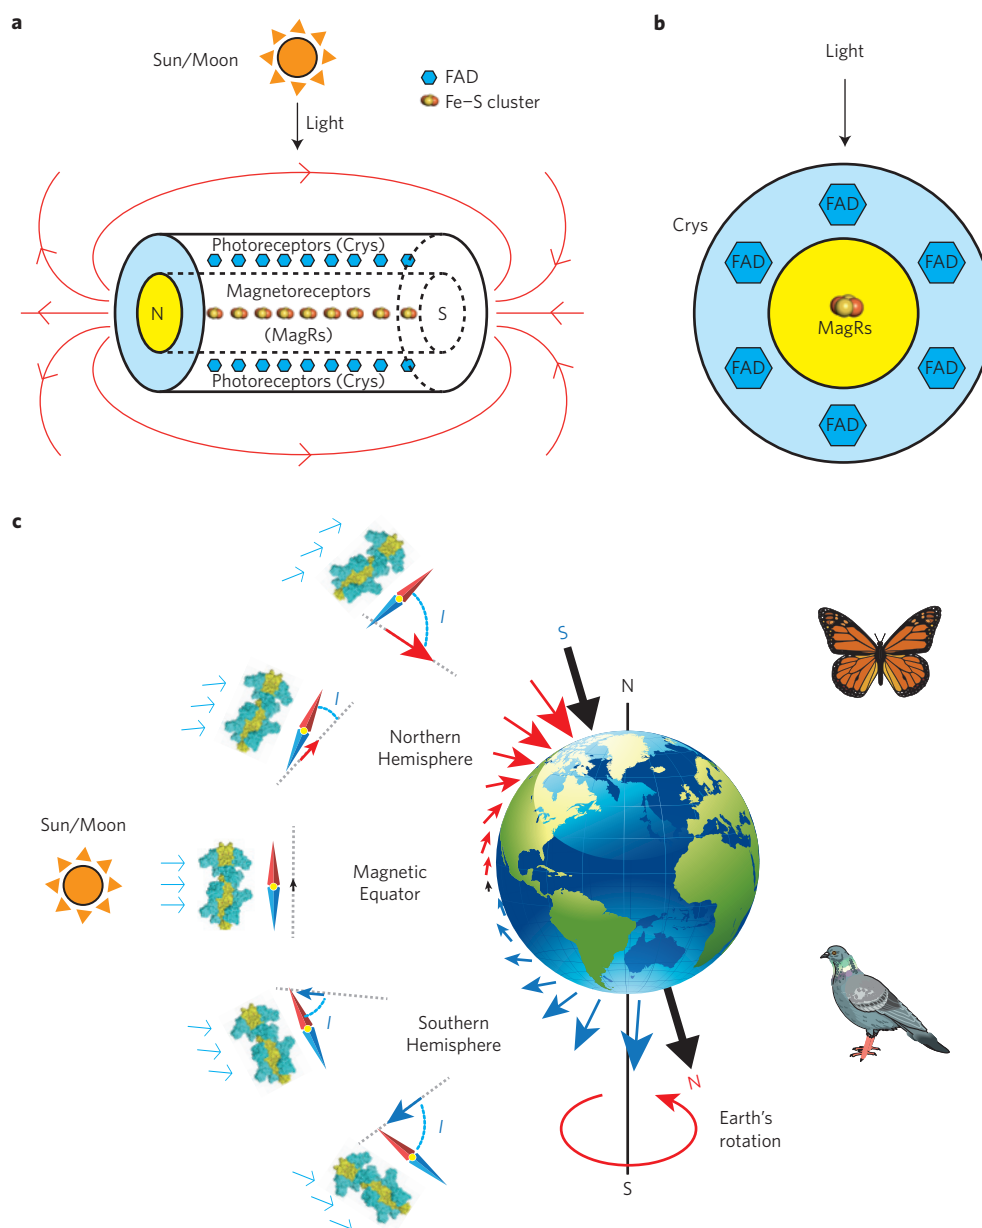 a
Sun/Moon
FAD
Fe–S cluster
Light
Photoreceptors (Crys)
Magnetoreceptors
N
S
(MagRs)
Photoreceptors (Crys)
b
Light
Crys
FAD
FAD
FAD
MagRs
FAD
FAD
FAD
c
I
I
Northern
Hemisphere
S
N
Sun/Moon
Magnetic
Equator
I
Southern
Hemisphere
I
N
Earth's
rotation
S